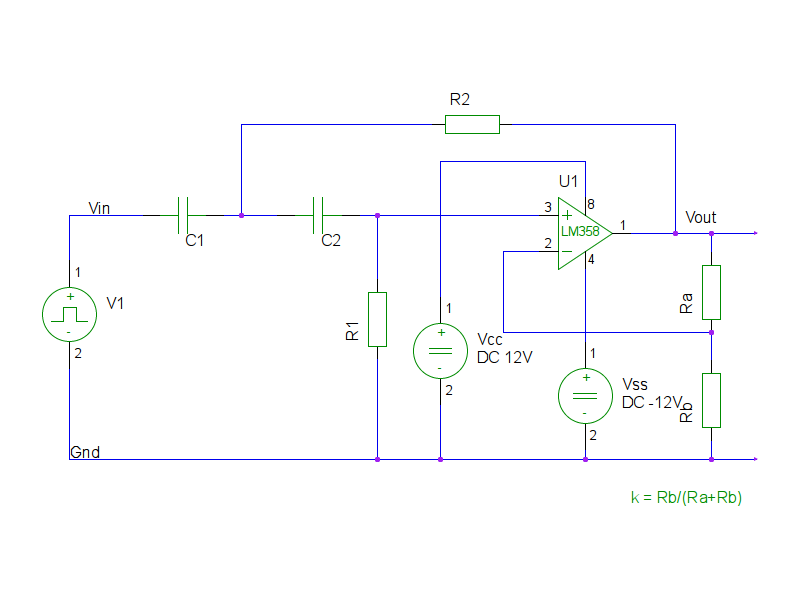 R2
U1
Vin
3
+
8
LM358
1
Vout
2
−
4
C1
C2
1
+
-
2
V1
R1
1
+
-
2
Vcc
DC 12V
Ra
1
+
-
2
Vss
DC -12V
Rb
Gnd
k = Rb/(Ra+Rb)